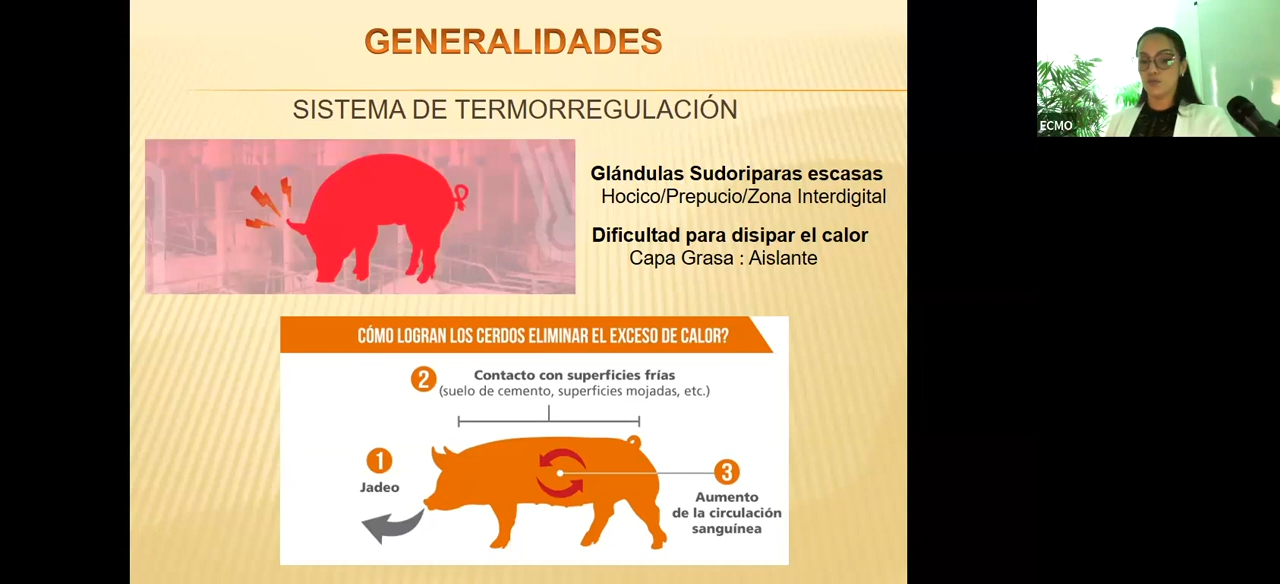 GENERALIDADES
SISTEMA DE TERMORREGULACIÓN
Glándulas Sudoriparas escasas
Hocico/Prepucio/Zona Interdigital
Dificultad para disipar el calor
Capa Grasa : Aislante
ECMO
CÓMO LOGRAN LOS CERDOS ELIMINAR EL EXCESO DE CALOR?
2
Contacto con superficies frías
(suelo de cemento, superficies mojadas, etc.)
1
Jadeo
3
Aumento
de la circulación
sanguínea